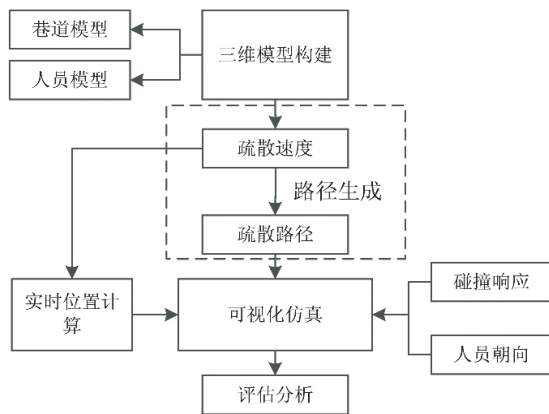 巷道模型
三维模型构建
人员模型
疏散速度
路径生成
疏散路径
实时位置计
算
可视化仿真
碰撞响应
人员朝向
评估分析